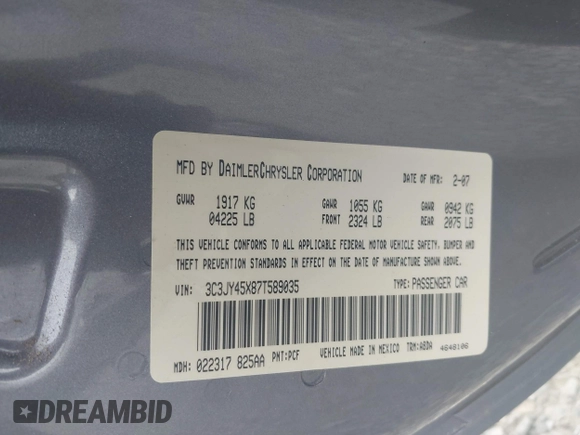 MFD BY DAIMLERCHRYSLER CORPORATION DATE OF MFR: 2-07
GVWR 1917 KG GAWR 1055 KG GAWR 0942 KG
04225 LB FRONT 2324 LB REAR 2075 LB
THIS VEHICLE CONFORMS TO ALL APPLICABLE FEDERAL MOTOR VEHICLE SAFETY, BUMPER AND
THEFT PREVENTION STANDARDS IN EFFECT ON THE DATE OF MANUFACTURE SHOWN ABOVE.
VIN: 3C3JY45X87T589035 TYPE: PASSENGER CAR
MDH: 022317 825AA PNT: PCF VEHICLE MADE IN MEXICO TRM: A8DA 4648106
DREAMBID